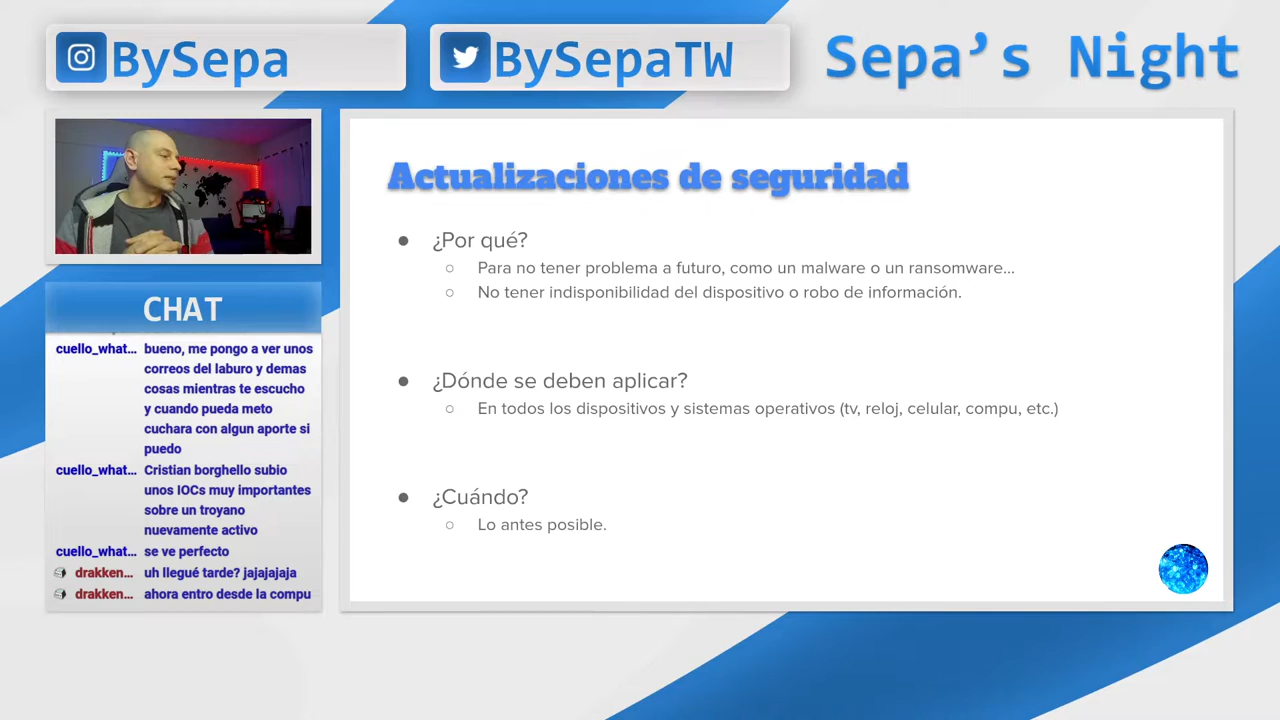 BySepa
BySepaTW
Sepa’s Night
Actualizaciones de seguridad
● ¿Por qué?
○ Para no tener problema a futuro, como un malware o un ransomware...
○ No tener indisponibilidad del dispositivo o robo de información.
● ¿Dónde se deben aplicar?
○ En todos los dispositivos y sistemas operativos (tv, reloj, celular, compu, etc.)
● ¿Cuándo?
○ Lo antes posible.
CHAT
cuello_what... bueno, me pongo a ver unos
correos del laburo y demas
cosas mientras te escucho
y cuando pueda meto
cuchara con algun aporte si
puedo
cuello_what... Cristian borghello subio
unos IOCs muy importantes
sobre un troyano
nuevamente activo
cuello_what... se ve perfecto
drakken... uh llegué tarde? jajajajaja
drakken... ahora entro desde la compu